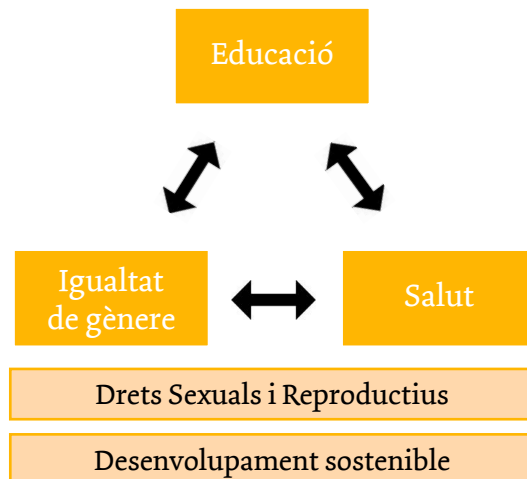 Educació
Igualtat
de gènere
Salut
Drets Sexuals i Reproductius
Desenvolupament sostenible